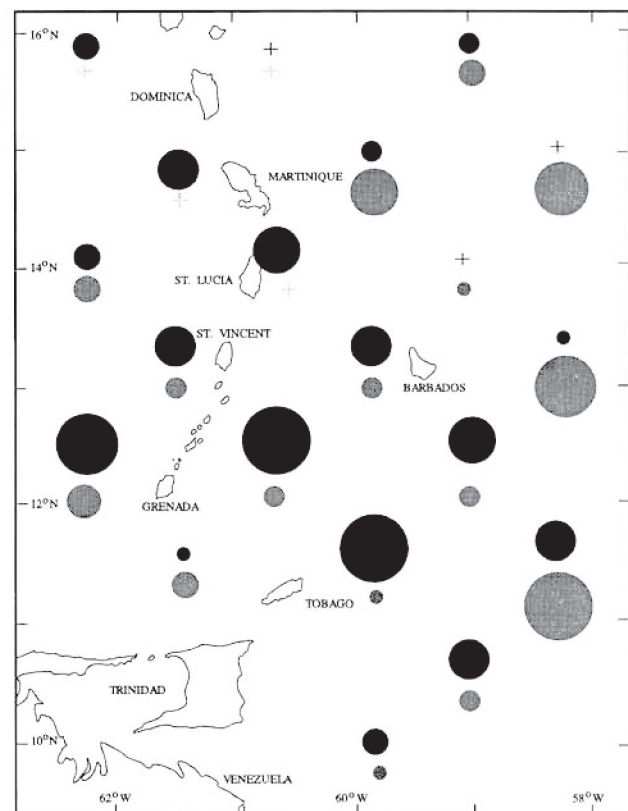 16°N
DOMINICA
MARTINIQUE
14°N
ST. LUCIA
ST. VINCENT
BARBADOS
12°N
GRENADA
TOBAGO
TRINIDAD
10°N
VENEZUELA
62°W
60°W
58°W